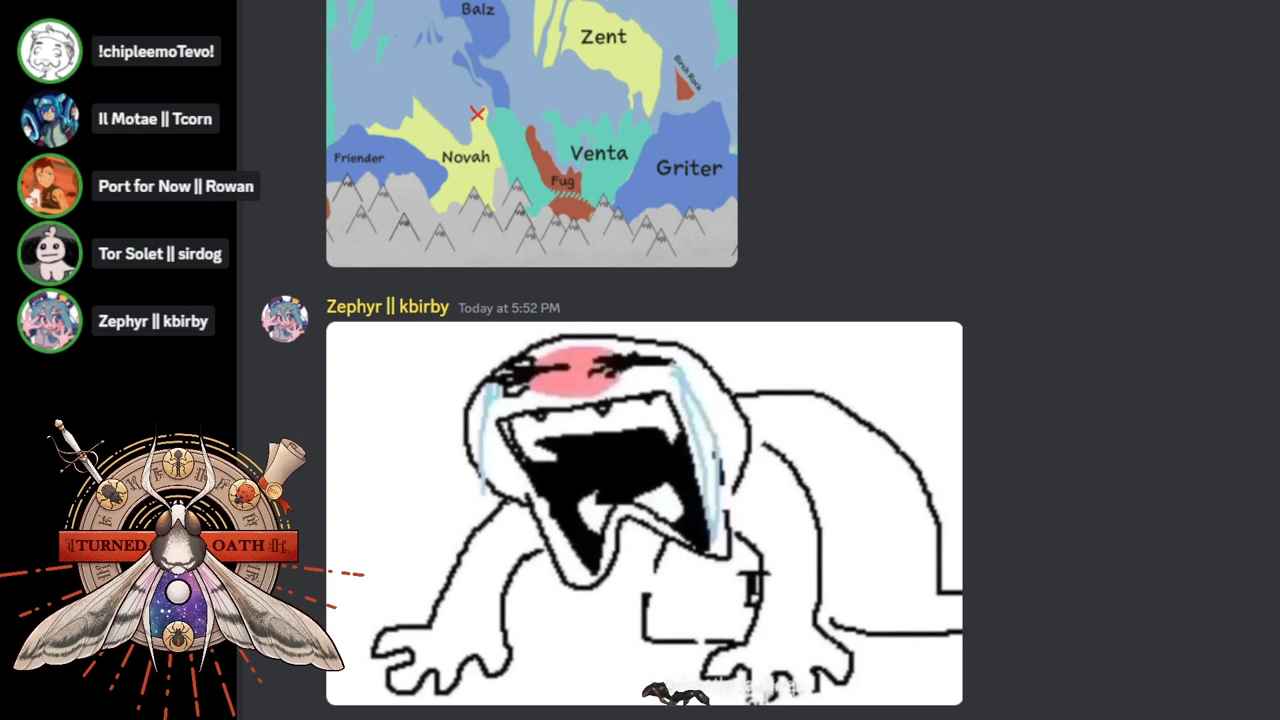 !chipleemoTevo!
Il Motae || Tcorn
Port for Now || Rowan
Tor Solet || sirdog
Zephyr || kbirby
TURNED OATH
Balz
Zent
Birch Rock
Friender
Novah
Venta
Fug
Griter
Zephyr || kbirby Today at 5:52 PM